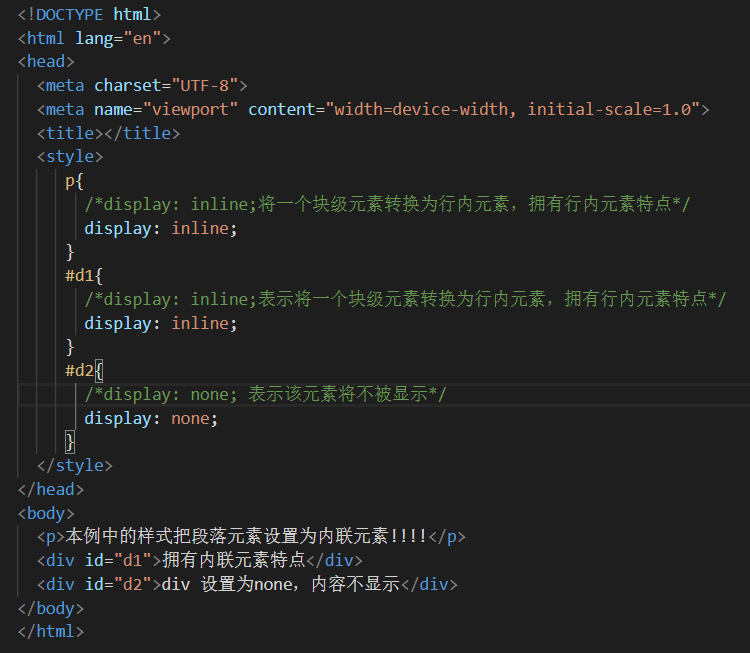 <!DOCTYPE html>
<html lang="en">
<head>
  <meta charset="UTF-8">
  <meta name="viewport" content="width=device-width, initial-scale=1.0">
  <title></title>
  <style>
     p{
       /*display: inline;将一个块级元素转换为行内元素，拥有行内元素特点*/
       display: inline;
     }
     #d1{
       /*display: inline;表示将一个块级元素转换为行内元素，拥有行内元素特点*/
       display: inline;
     }
     #d2{
       /*display: none; 表示该元素将不被显示*/
       display: none;
     }
  </style>
</head>
<body>
  <p>本例中的样式把段落元素设置为内联元素!!!!</p>
  <div id="d1">拥有内联元素特点</div>
  <div id="d2">div 设置为none，内容不显示</div>
</body>
</html>